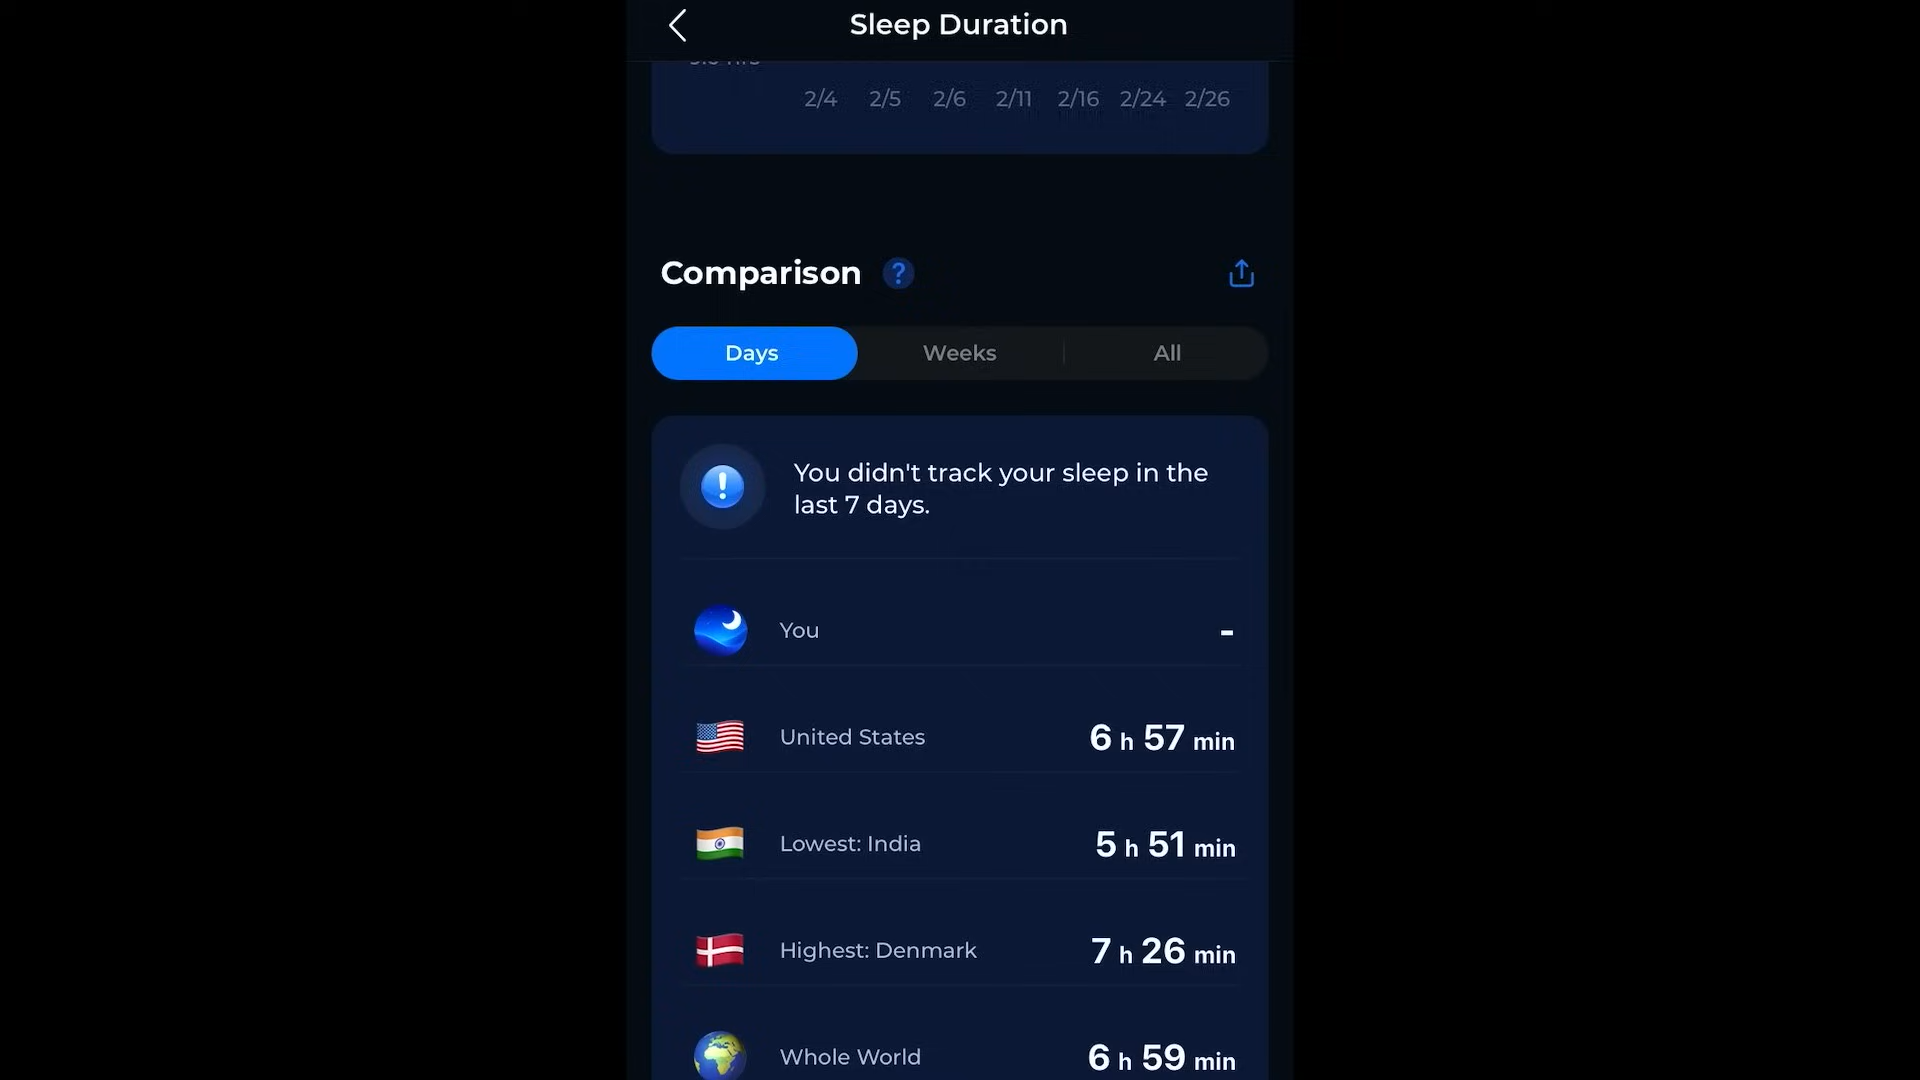 Sleep Duration
2/4 2/5 2/6 2/11 2/16 2/24 2/26
Comparison ?
Days Weeks All
You didn't track your sleep in the
last 7 days.
You -
United States 6 h 57 min
Lowest: India 5 h 51 min
Highest: Denmark 7 h 26 min
Whole World 6 h 59 min